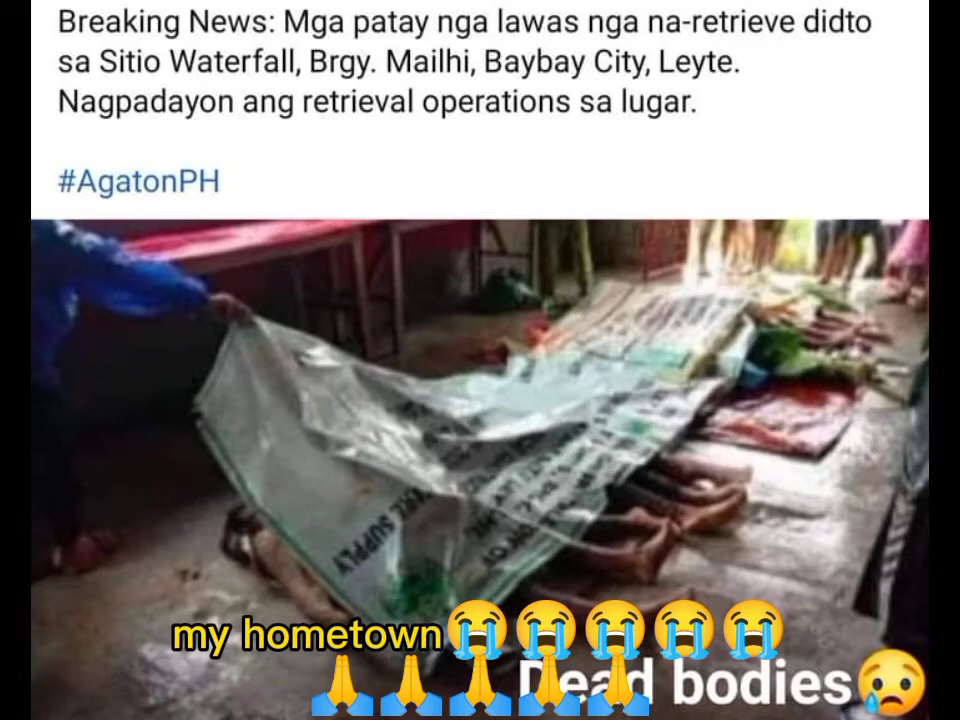 Breaking News: Mga patay nga lawas nga na-retrieve didto
sa Sitio Waterfall, Brgy. Mailhi, Baybay City, Leyte.
Nagpadayon ang retrieval operations sa lugar.
#AgatonPH
SUPPLY
my hometown😭😭😭😭😭
🙏🙏🙏🙏🙏
Dead bodies😢